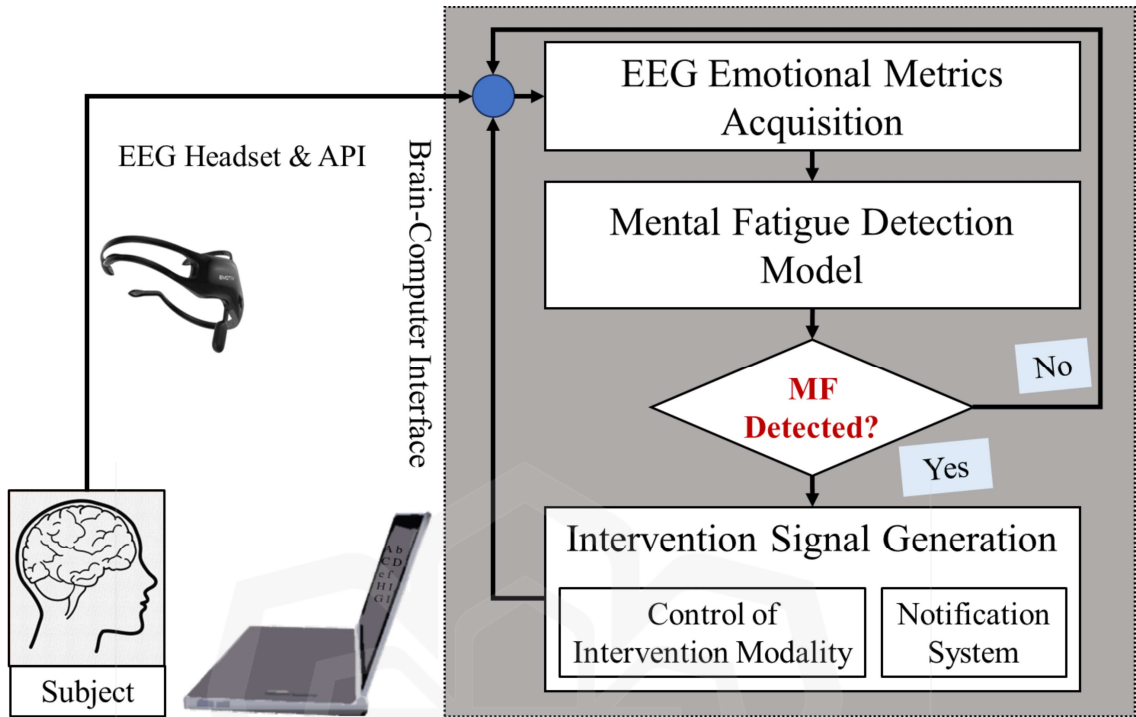 EEG Emotional Metrics
Acquisition
EEG Headset & API
Brain-Computer Interface
Mental Fatigue Detection
Model
MF
Detected?
No
Yes
Intervention Signal Generation
Control of
Intervention Modality
Notification
System
Subject
A b
C D
e f
H I